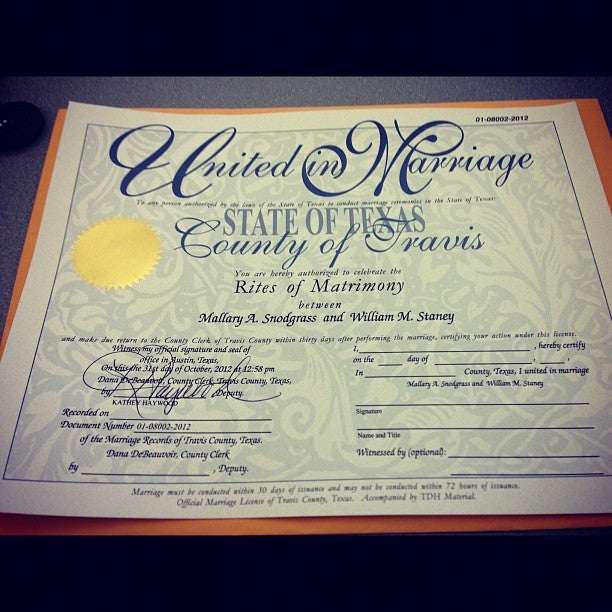 01-08002-2012
United in Marriage
To any person authorized by the laws of the State of Texas to conduct marriage ceremonies in the State of Texas:
STATE OF TEXAS
County of Travis
You are hereby authorized to celebrate the
Rites of Matrimony
between
Mallary A. Snodgrass and William M. Staney
and make due return to the County Clerk of Travis County within thirty days after performing the marriage, certifying your action under this license.
Witness my official signature and seal of
office in Austin, Texas,
On this the 31st day of October, 2012 at 12:58 pm
Dana DeBeauvoir, County Clerk, Travis County, Texas,
by Deputy.
KATHEY HAYWOOD
Recorded on
Document Number 01-08002-2012
of the Marriage Records of Travis County, Texas.
Dana DeBeauvoir, County Clerk
by , Deputy.
I, , hereby certify
on the day of , ,
In County, Texas, I united in marriage
Mallary A. Snodgrass and William M. Staney
Signature
Name and Title
Witnessed by (optional):
Marriage must be conducted within 30 days of issuance and may not be conducted within 72 hours of issuance.
Official Marriage License of Travis County, Texas. Accompanied by TDH Material.